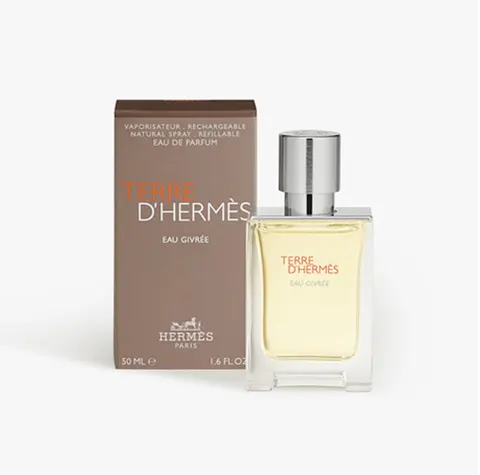 VAPORISATEUR . RECHARGEABLE
NATURAL SPRAY . REFILLABLE
EAU DE PARFUM
TERRE
D'HERMÈS
EAU GIVRÉE
HERMÈS
PARIS
50 ML ℮ 1.6 FL.OZ
TERRE
D'HERMÈS
EAU GIVRÉE